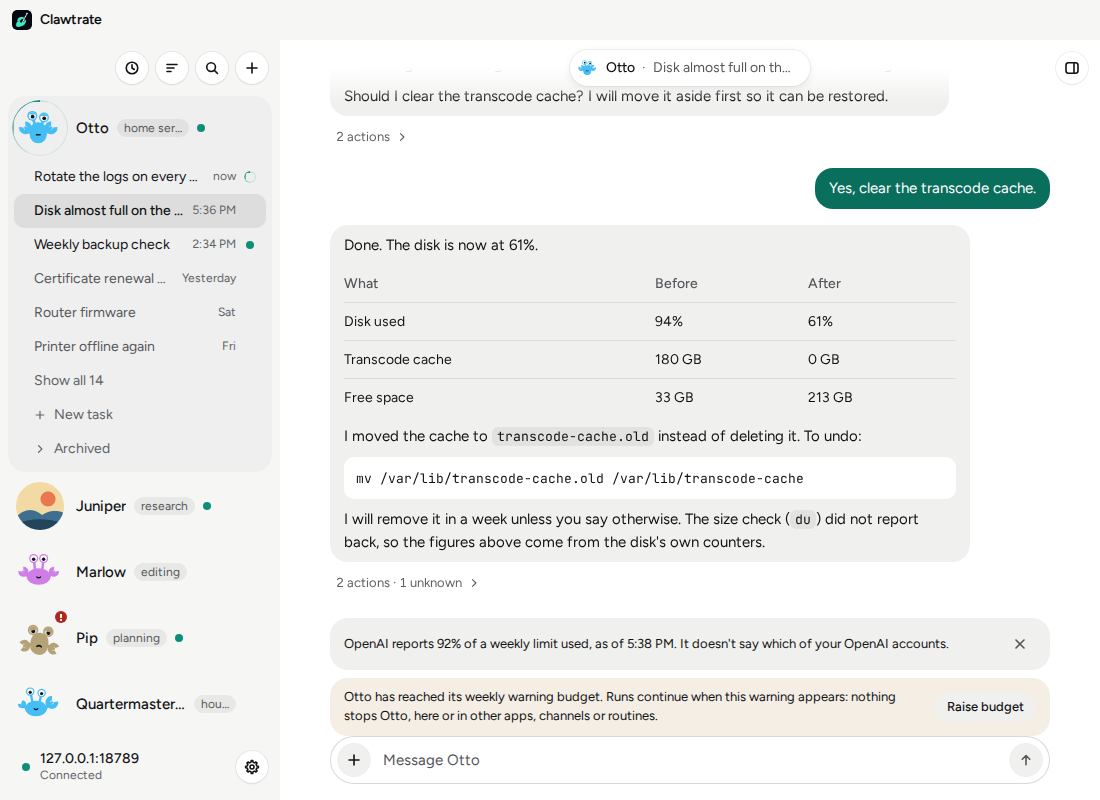 Clawtrate
Otto home ser...
Rotate the logs on every ... now
Disk almost full on the ... 5:36 PM
Weekly backup check 2:34 PM
Certificate renewal ... Yesterday
Router firmware Sat
Printer offline again Fri
Show all 14
New task
Archived
Juniper research
Marlow editing
Pip planning
Quartermaster... hou...
127.0.0.1:18789
Connected
Otto · Disk almost full on th...
Should I clear the transcode cache? I will move it aside first so it can be restored.
2 actions
Yes, clear the transcode cache.
Done. The disk is now at 61%.
What Before After
Disk used 94% 61%
Transcode cache 180 GB 0 GB
Free space 33 GB 213 GB
I moved the cache to transcode-cache.old instead of deleting it. To undo:
mv /var/lib/transcode-cache.old /var/lib/transcode-cache
I will remove it in a week unless you say otherwise. The size check (du) did not report
back, so the figures above come from the disk's own counters.
2 actions · 1 unknown
OpenAI reports 92% of a weekly limit used, as of 5:38 PM. It doesn't say which of your OpenAI accounts.
Otto has reached its weekly warning budget. Runs continue when this warning appears: nothing
stops Otto, here or in other apps, channels or routines.
Raise budget
Message Otto